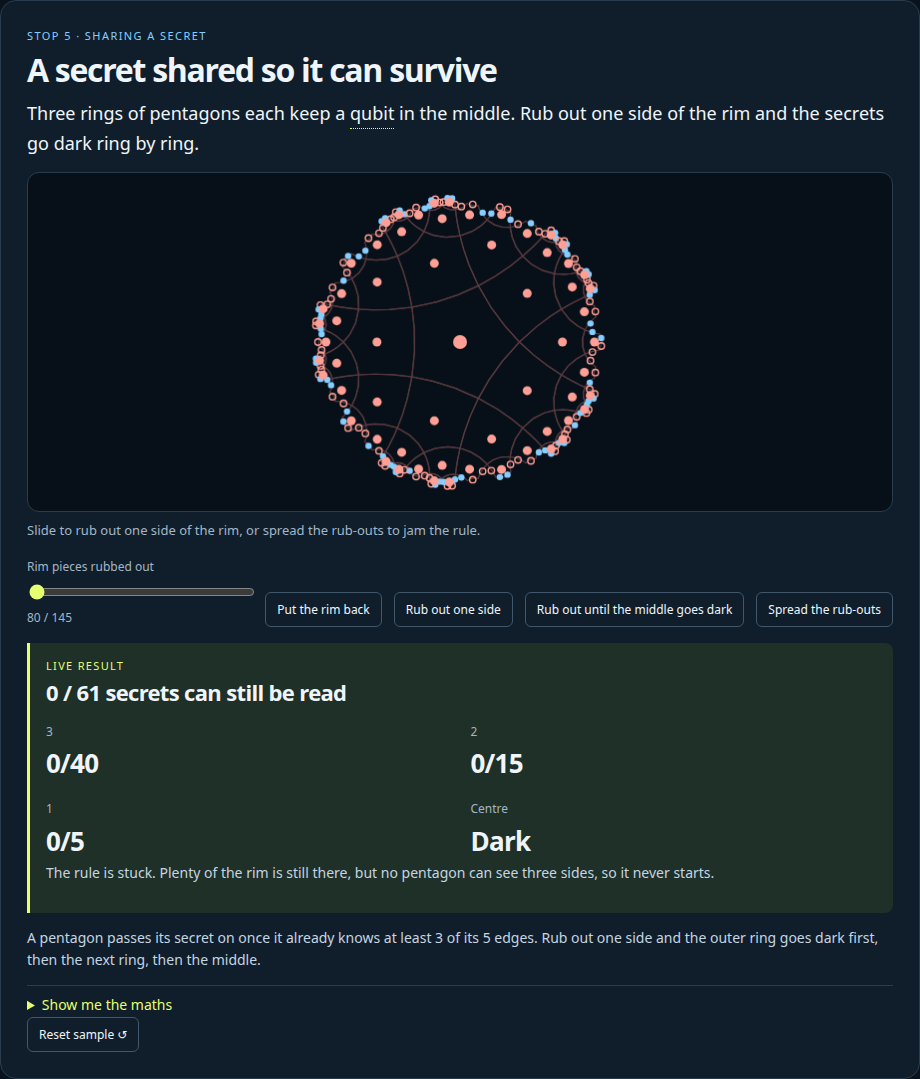 STOP 5 · SHARING A SECRET
A secret shared so it can survive
Three rings of pentagons each keep a qubit in the middle. Rub out one side of the rim and the secrets
go dark ring by ring.
Slide to rub out one side of the rim, or spread the rub-outs to jam the rule.
Rim pieces rubbed out
80 / 145
Put the rim back
Rub out one side
Rub out until the middle goes dark
Spread the rub-outs
LIVE RESULT
0 / 61 secrets can still be read
3
0/40
2
0/15
1
0/5
Centre
Dark
The rule is stuck. Plenty of the rim is still there, but no pentagon can see three sides, so it never starts.
A pentagon passes its secret on once it already knows at least 3 of its 5 edges. Rub out one side and the outer ring goes dark first,
then the next ring, then the middle.
▶ Show me the maths
Reset sample ↺